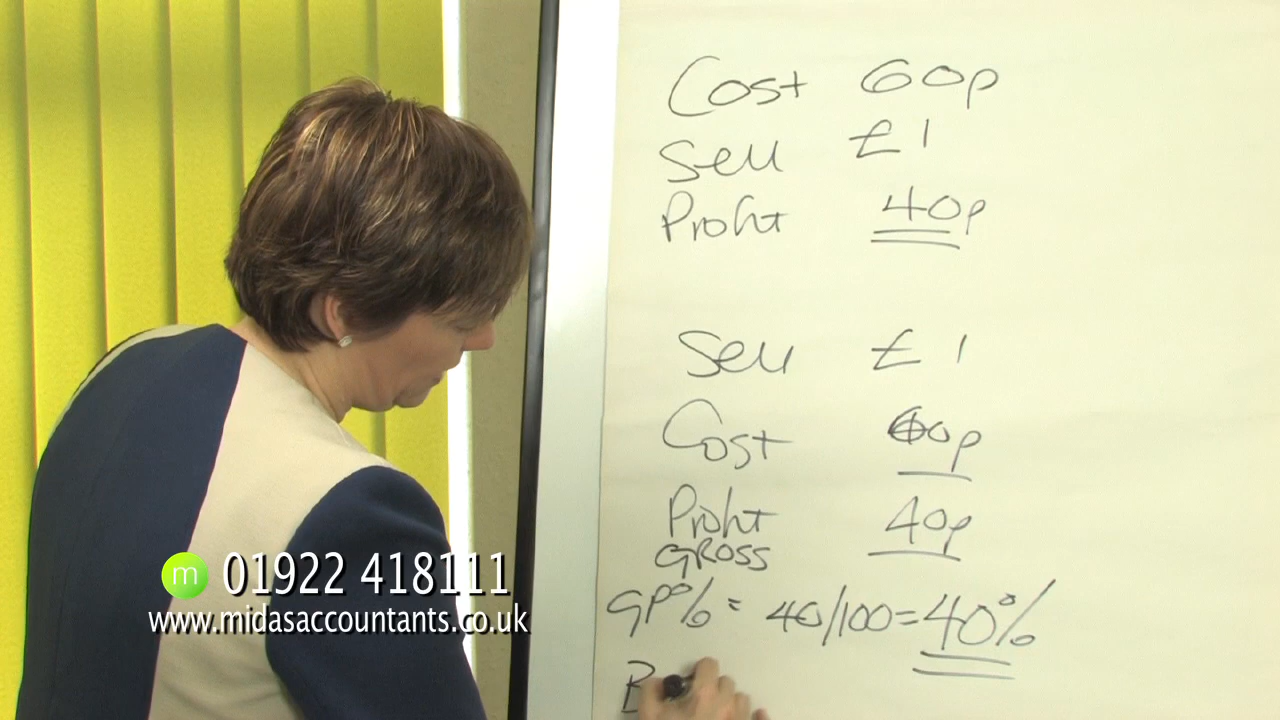 Cost 60p
Sell £1
Profit 40p
Sell £1
Cost 60p
Profit 40p
GROSS
GP% = 40/100 = 40%
m 01922 418111
www.midasaccountants.co.uk